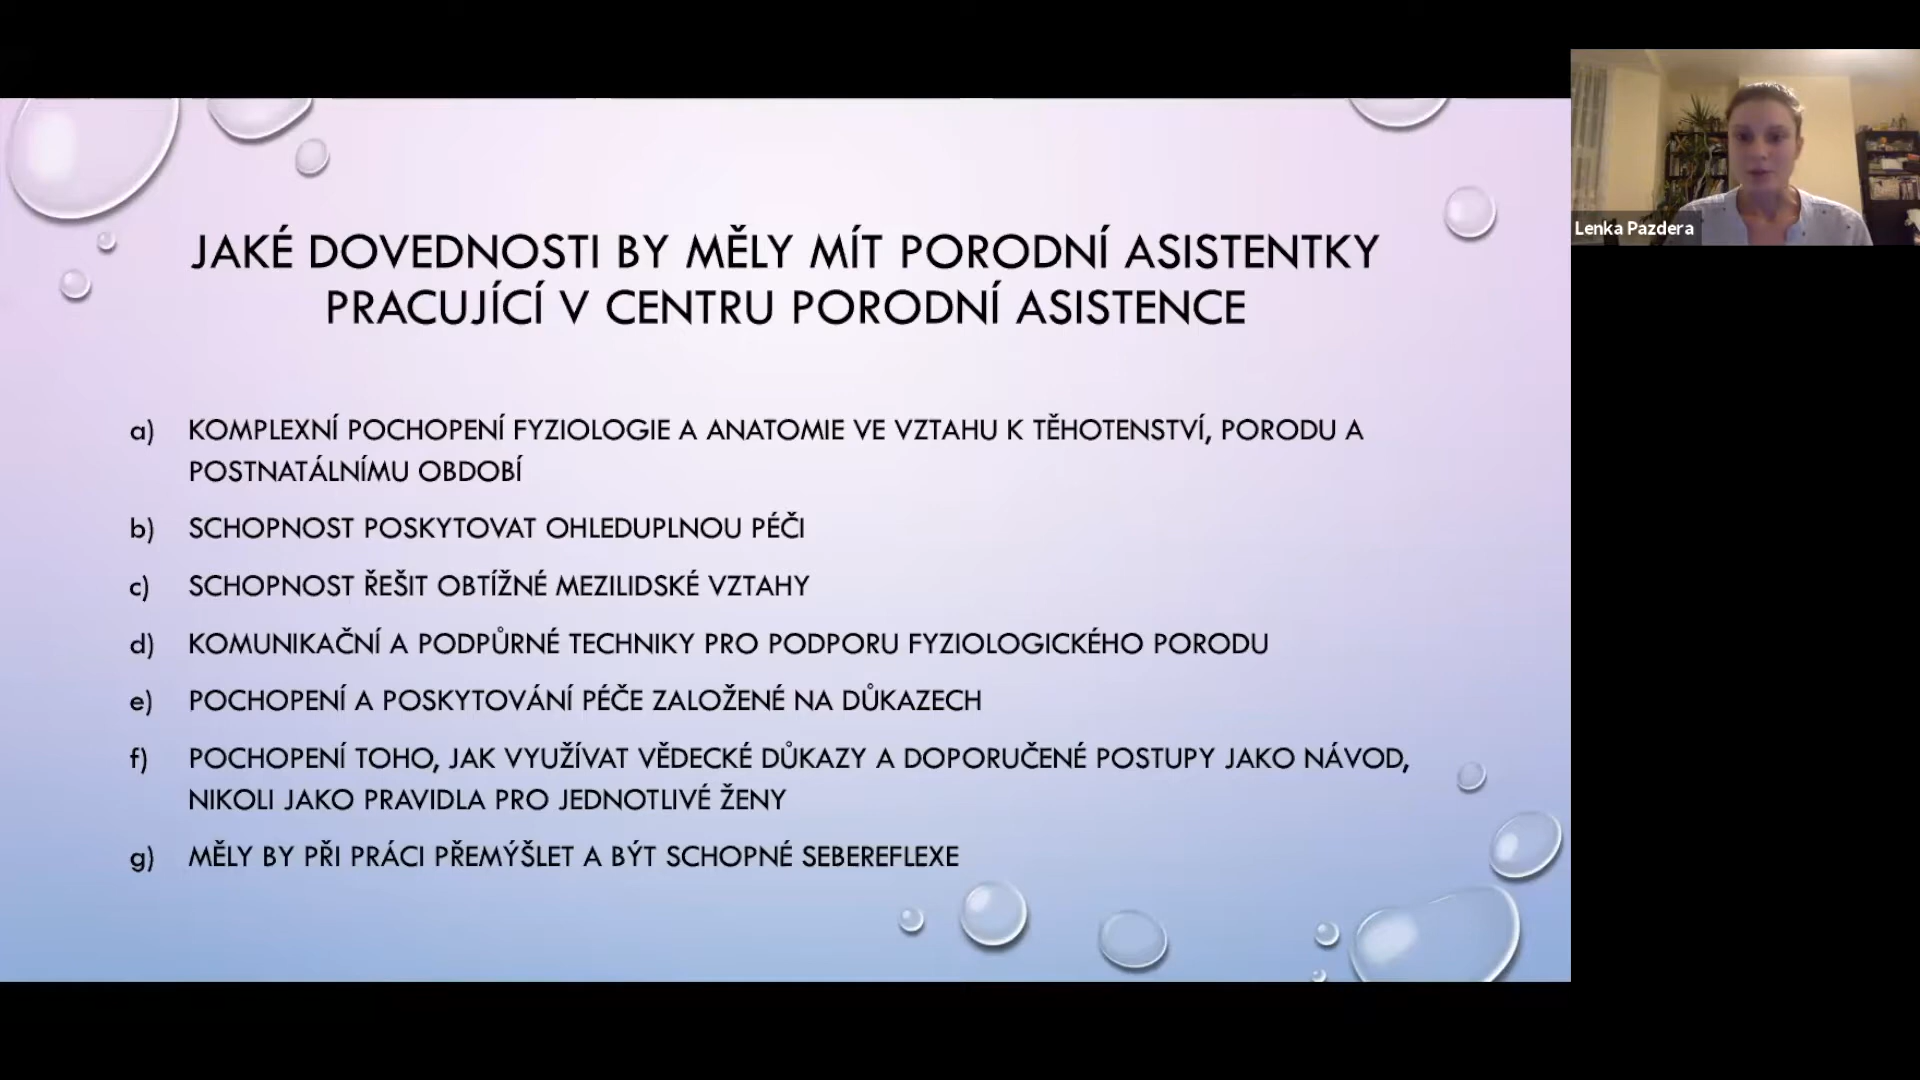 JAKÉ DOVEDNOSTI BY MĚLY MÍT PORODNÍ ASISTENTKY
PRACUJÍCÍ V CENTRU PORODNÍ ASISTENCE
a) KOMPLEXNÍ POCHOPENÍ FYZIOLOGIE A ANATOMIE VE VZTAHU K TĚHOTENSTVÍ, PORODU A
POSTNATÁLNÍMU OBDOBÍ
b) SCHOPNOST POSKYTOVAT OHLEDUPLNOU PÉČI
c) SCHOPNOST ŘEŠIT OBTÍŽNÉ MEZILIDSKÉ VZTAHY
d) KOMUNIKAČNÍ A PODPŮRNÉ TECHNIKY PRO PODPORU FYZIOLOGICKÉHO PORODU
e) POCHOPENÍ A POSKYTOVÁNÍ PÉČE ZALOŽENÉ NA DŮKAZECH
f) POCHOPENÍ TOHO, JAK VYUŽÍVAT VĚDECKÉ DŮKAZY A DOPORUČENÉ POSTUPY JAKO NÁVOD,
NIKOLI JAKO PRAVIDLA PRO JEDNOTLIVÉ ŽENY
g) MĚLY BY PŘI PRÁCI PŘEMÝŠLET A BÝT SCHOPNÉ SEBEREFLEXE
Lenka Pazdera